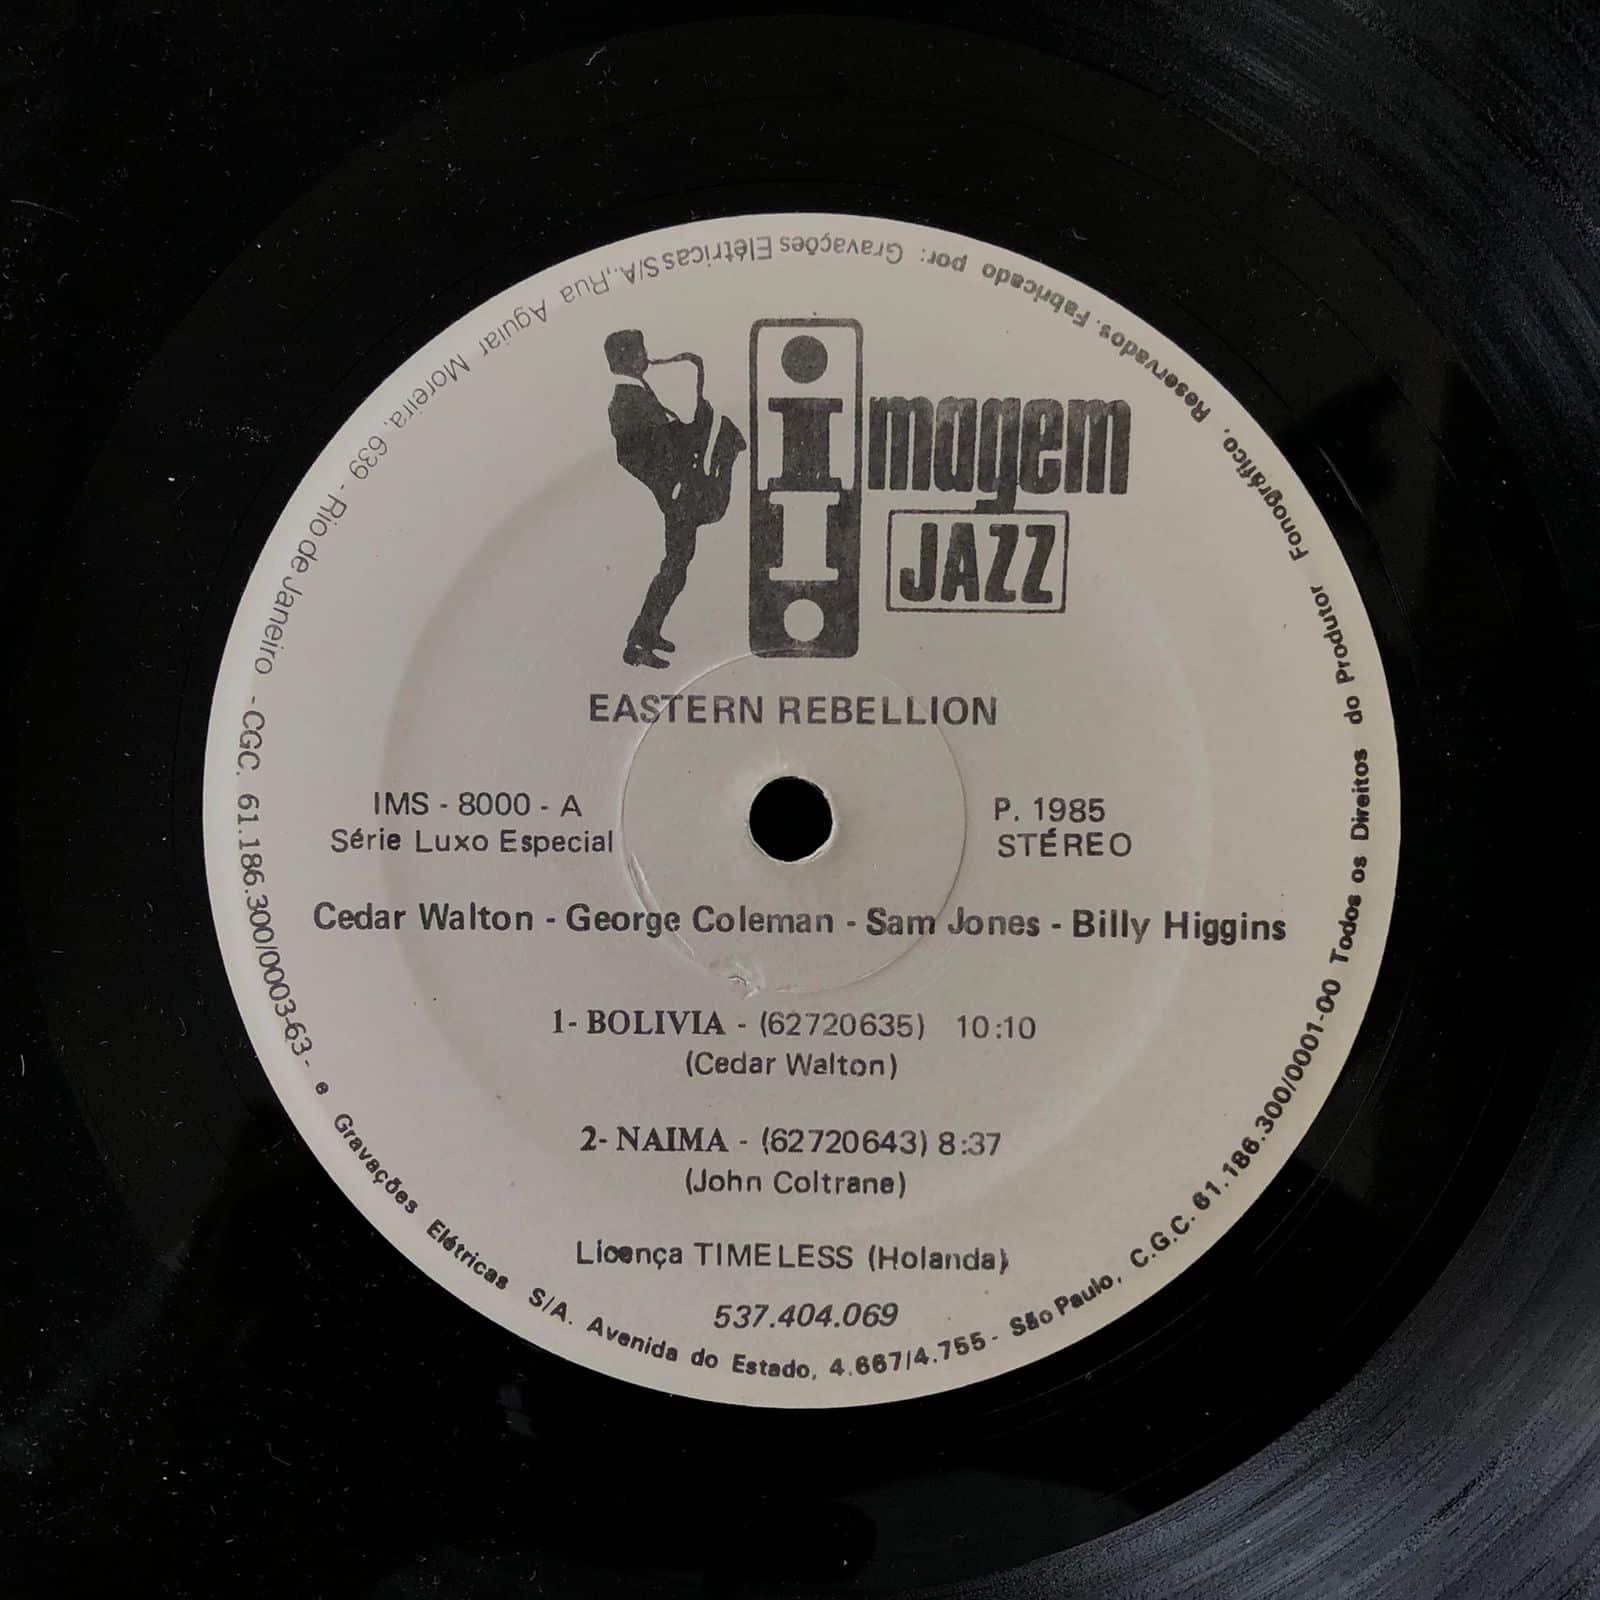 imagem
JAZZ
EASTERN REBELLION
IMS - 8000 - A
Série Luxo Especial
P. 1985
STÉREO
Cedar Walton - George Coleman - Sam Jones - Billy Higgins
1- BOLIVIA - (62720635) 10:10
(Cedar Walton)
2- NAIMA - (62720643) 8:37
(John Coltrane)
Licença TIMELESS (Holanda)
537.404.069
Todos os Direitos do Produtor Fonográfico, Reservados. Fabricado por: Gravações Elétricas S/A., Rua Aguiar Moreira, 639 - Rio de Janeiro - CGC. 61.186.300/0003-63 - e Gravações Elétricas S/A. Avenida do Estado, 4.667/4.755 - São Paulo, C.G.C. 61.186.300/0001-00